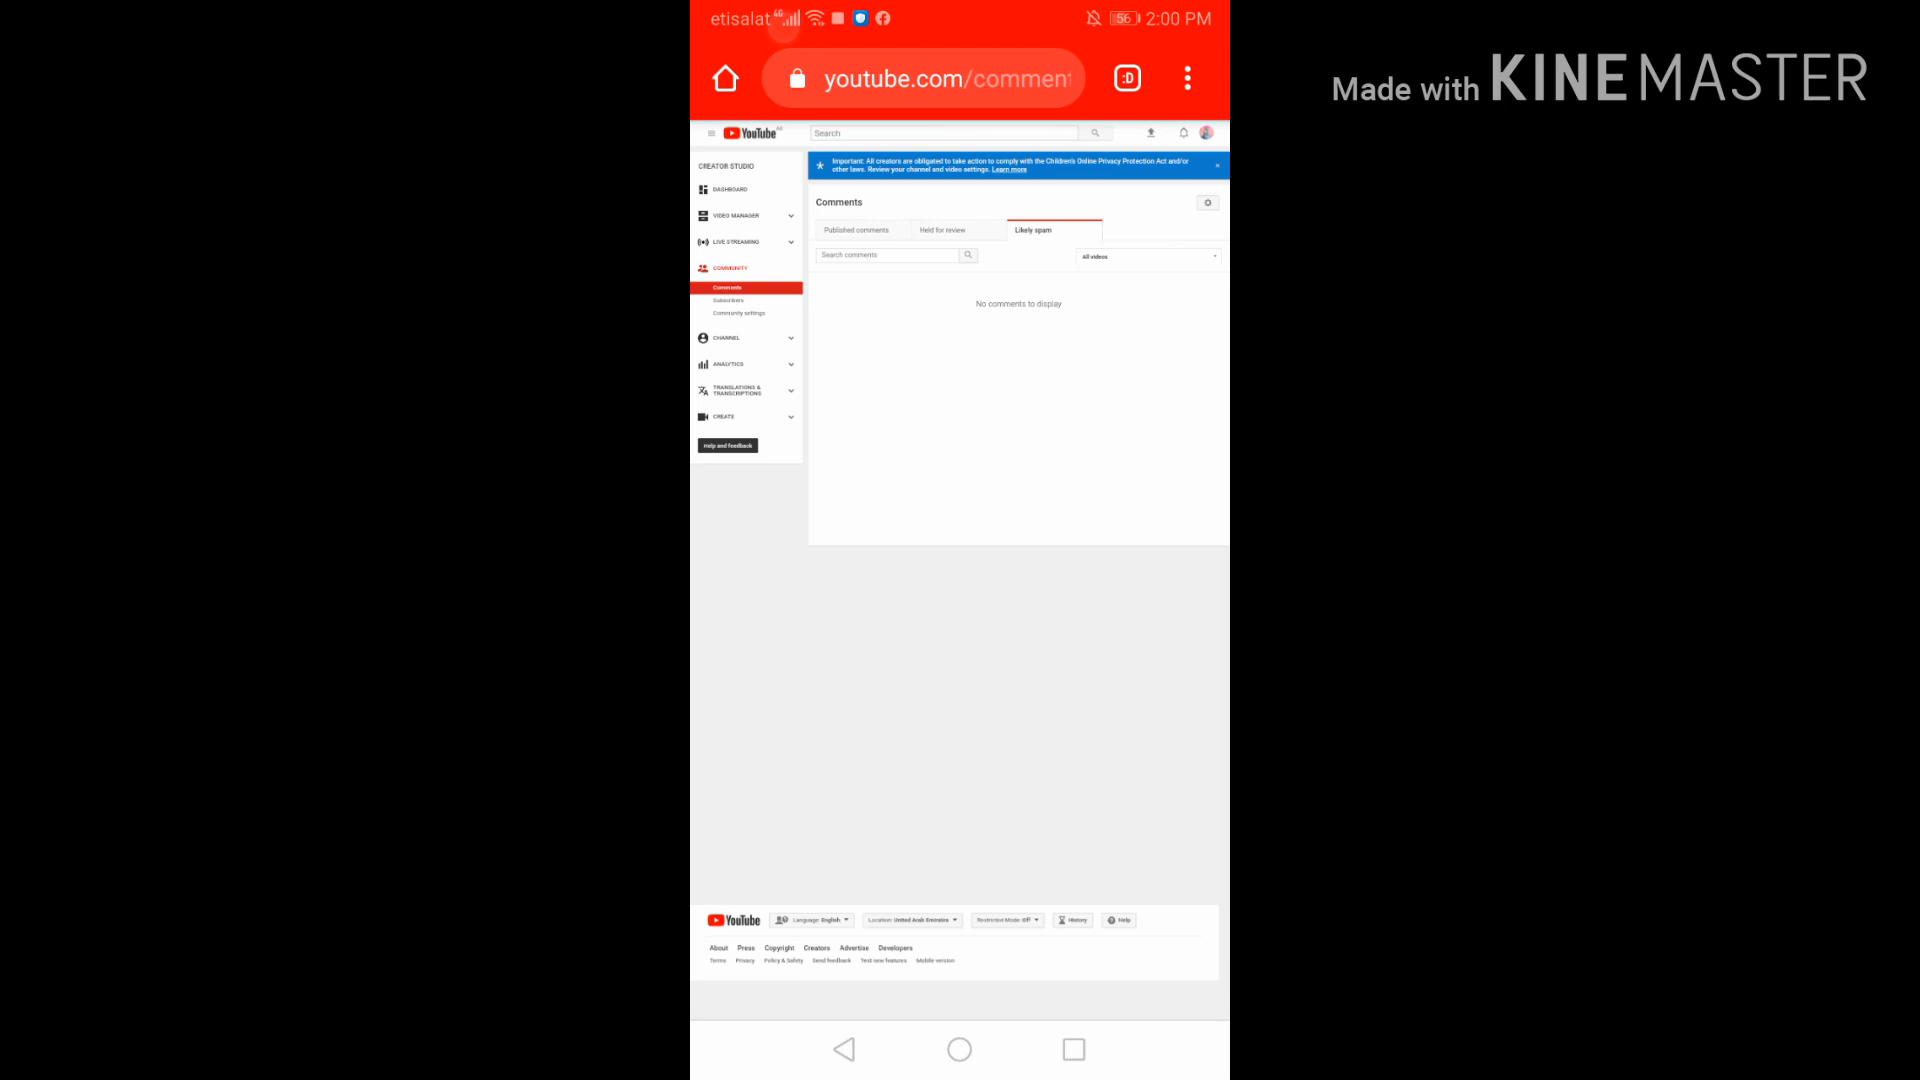 etisalat 4G 56 2:00 PM
Made with KINEMASTER
youtube.com/comment
:D
YouTube AE
Search
CREATOR STUDIO
Important: All creators are obligated to take action to comply with the Children's Online Privacy Protection Act and/or
other laws. Review your channel and video settings. Learn more
DASHBOARD
Comments
VIDEO MANAGER
Published comments Held for review Likely spam
LIVE STREAMING
Search comments All videos
COMMUNITY
Comments
Subscribers
No comments to display
Community settings
CHANNEL
ANALYTICS
TRANSLATIONS &
TRANSCRIPTIONS
CREATE
Help and feedback
YouTube Language: English Location: United Arab Emirates Restricted Mode: Off History Help
About Press Copyright Creators Advertise Developers
Terms Privacy Policy & Safety Send feedback Test new features Mobile version